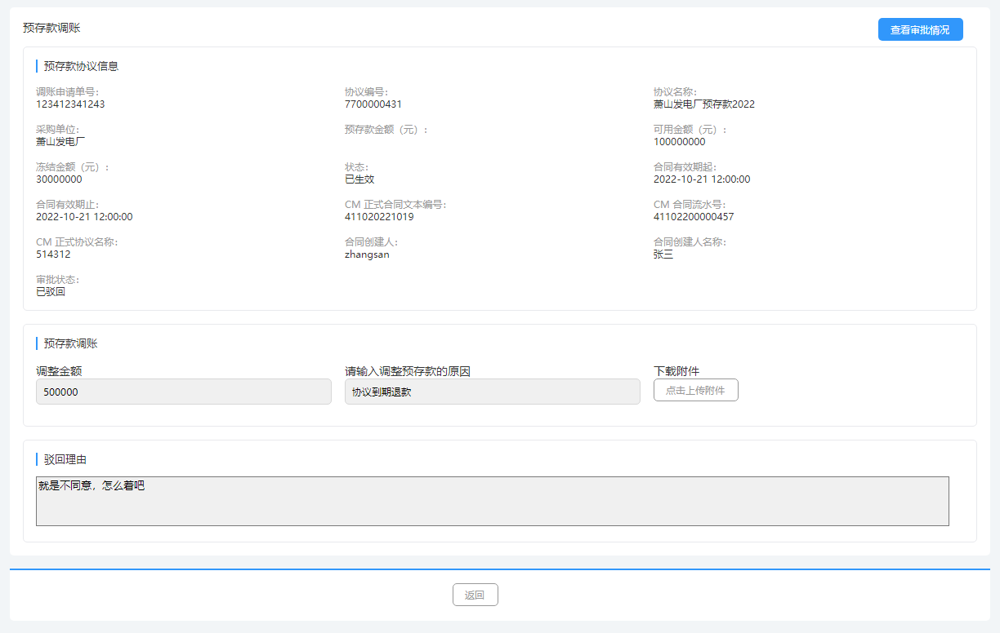 预存款调账
查看审批情况
预存款协议信息
调账申请单号：
123412341243
协议编号：
7700000431
协议名称：
萧山发电厂预存款2022
采购单位：
萧山发电厂
预存款金额（元）：
可用金额（元）：
100000000
冻结金额（元）：
30000000
状态：
已生效
合同有效期起：
2022-10-21 12:00:00
合同有效期止：
2022-10-21 12:00:00
CM 正式合同文本编号：
411020221019
CM 合同流水号：
41102200000457
CM 正式协议名称：
514312
合同创建人：
zhangsan
合同创建人名称：
张三
审批状态：
已驳回
预存款调账
调整金额
500000
请输入调整预存款的原因
协议到期退款
下载附件
点击上传附件
驳回理由
就是不同意，怎么着吧
返回